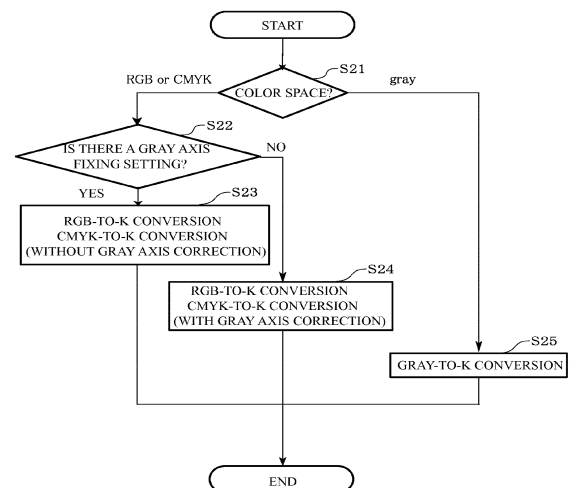 START
S21
RGB or CMYK
gray
COLOR SPACE?
S22
IS THERE A GRAY AXIS
FIXING SETTING?
NO
YES
S23
RGB-TO-K CONVERSION
CMYK-TO-K CONVERSION
(WITHOUT GRAY AXIS CORRECTION)
S24
RGB-TO-K CONVERSION
CMYK-TO-K CONVERSION
(WITH GRAY AXIS CORRECTION)
S25
GRAY-TO-K CONVERSION
END